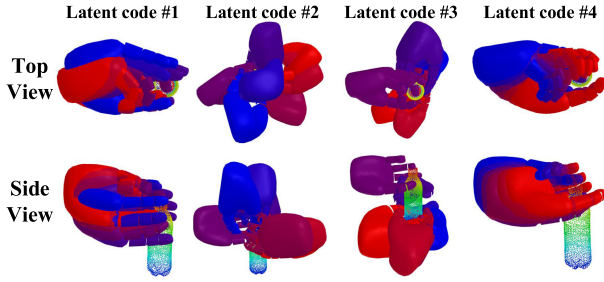 Latent code #1 Latent code #2 Latent code #3 Latent code #4
Top
View
Side
View